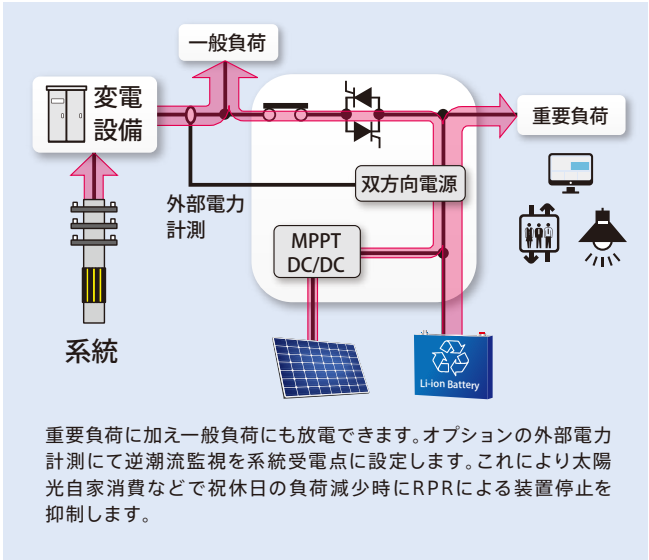 一般負荷
変電
設備
重要負荷
双方向電源
外部電力
計測
MPPT
DC/DC
系統
Li-ion Battery
重要負荷に加え一般負荷にも放電できます。オプションの外部電力
計測にて逆潮流監視を系統受電点に設定します。これにより太陽
光自家消費などで祝休日の負荷減少時にRPRによる装置停止を
抑制します。